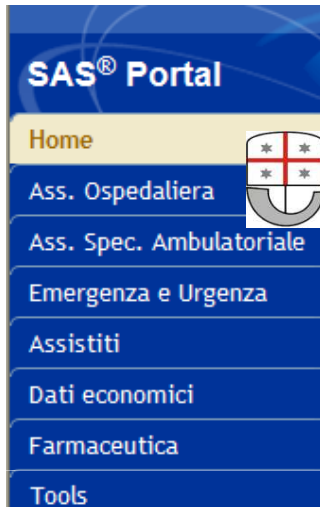 SAS® Portal
Home
Ass. Ospedaliera
Ass. Spec. Ambulatoriale
Emergenza e Urgenza
Assistiti
Dati economici
Farmaceutica
Tools